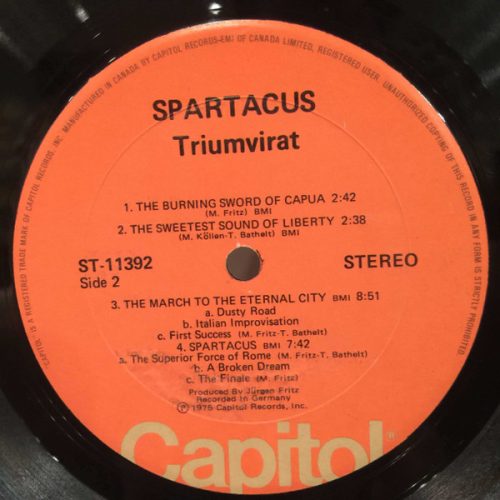 MANUFACTURED IN CANADA BY CAPITOL RECORDS-EMI OF CANADA LIMITED, REGISTERED USER. UNAUTHORIZED COPYING OF THIS RECORD IN ANY FORM IS STRICTLY PROHIBITED.
CAPITOL IS A REGISTERED TRADE MARK OF CAPITOL RECORDS, INC.
SPARTACUS
Triumvirat
1. THE BURNING SWORD OF CAPUA 2:42
(M. Fritz) BMI
2. THE SWEETEST SOUND OF LIBERTY 2:38
(M. Köllen-T. Bathelt) BMI
ST-11392 STEREO
Side 2
3. THE MARCH TO THE ETERNAL CITY BMI 8:51
a. Dusty Road
b. Italian Improvisation
c. First Success (M. Fritz-T. Bathelt)
4. SPARTACUS BMI 7:42
a. The Superior Force of Rome (M. Fritz-T. Bathelt)
b. A Broken Dream
c. The Finale (M. Fritz)
Produced By Jürgen Fritz
Recorded In Germany
℗ 1975 Capitol Records, Inc.
Capitol®